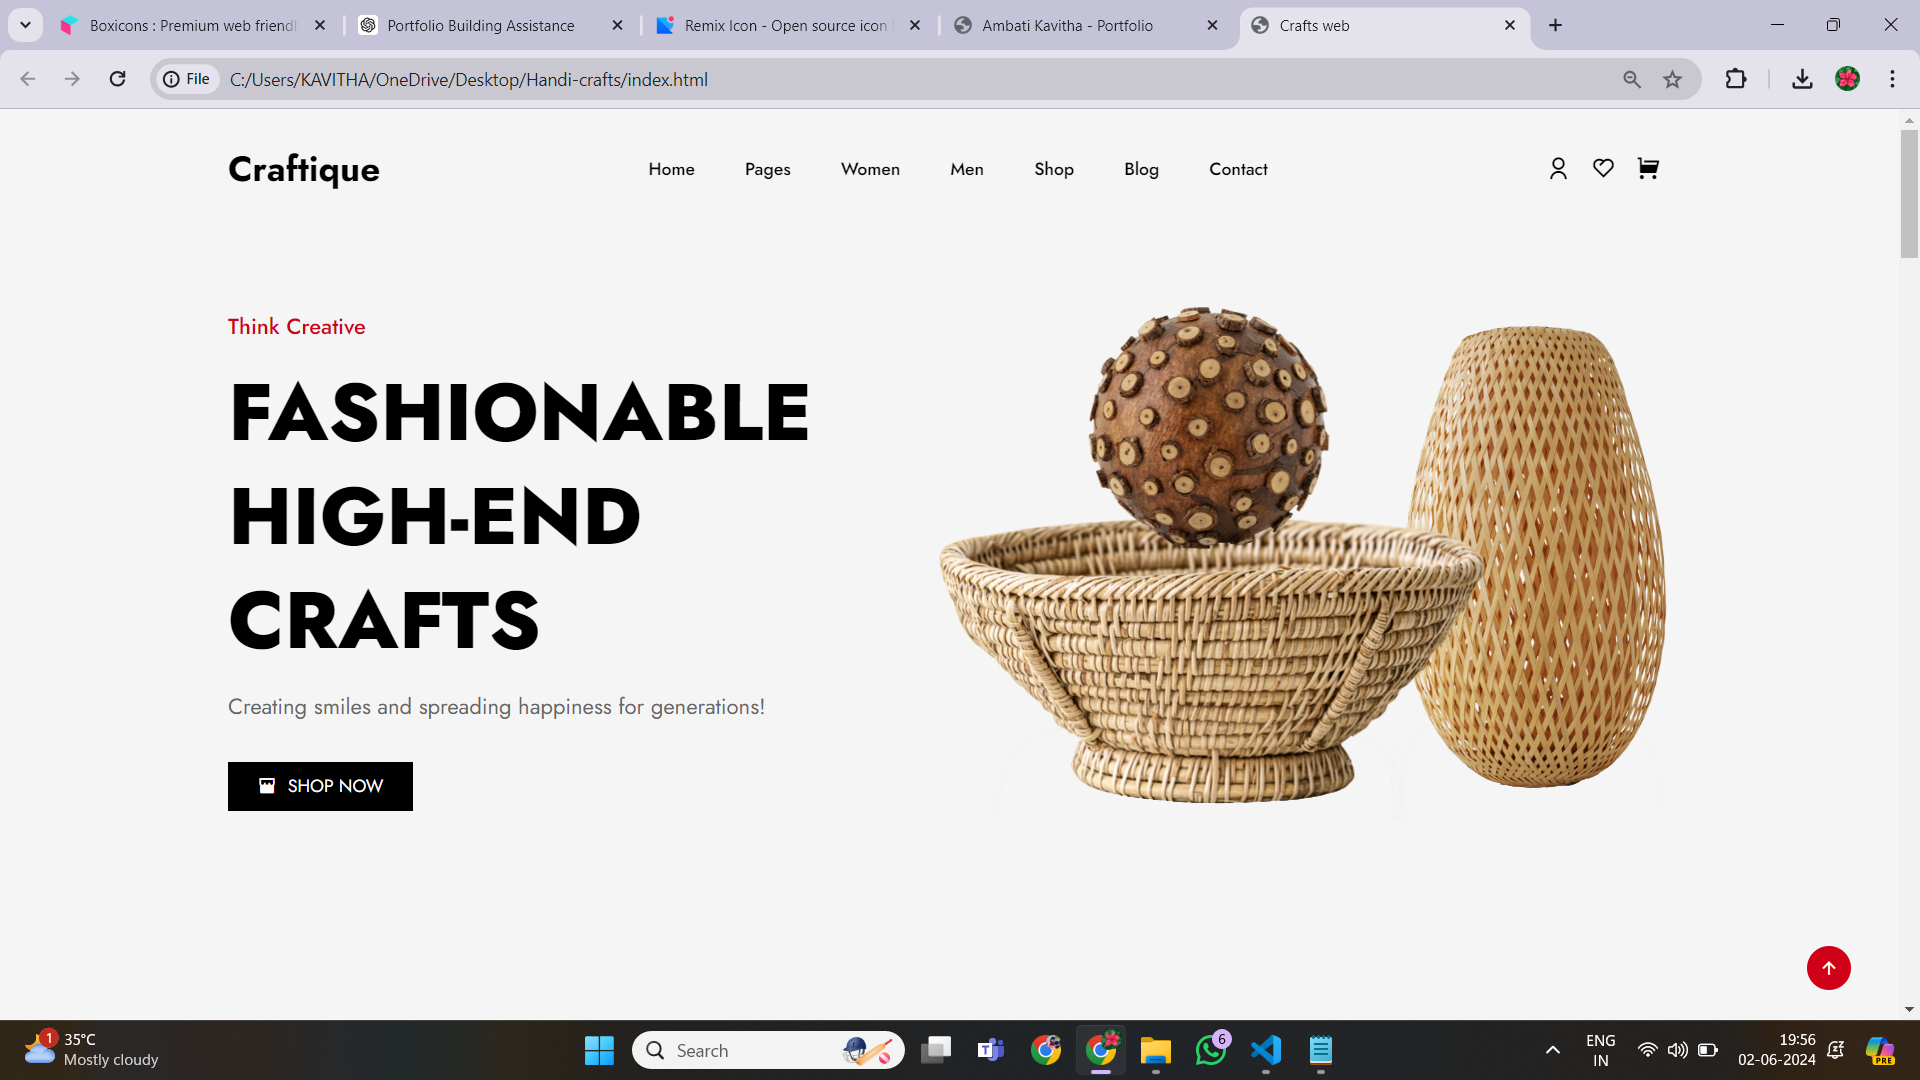 Boxicons : Premium web friendl
Portfolio Building Assistance
Remix Icon - Open source icon
Ambati Kavitha - Portfolio
Crafts web
File
C:/Users/KAVITHA/OneDrive/Desktop/Handi-crafts/index.html
Craftique
Home
Pages
Women
Men
Shop
Blog
Contact
Think Creative
FASHIONABLE
HIGH-END
CRAFTS
Creating smiles and spreading happiness for generations!
SHOP NOW
1
35°C
Mostly cloudy
Search
6
ENG
IN
19:56
02-06-2024
PRE